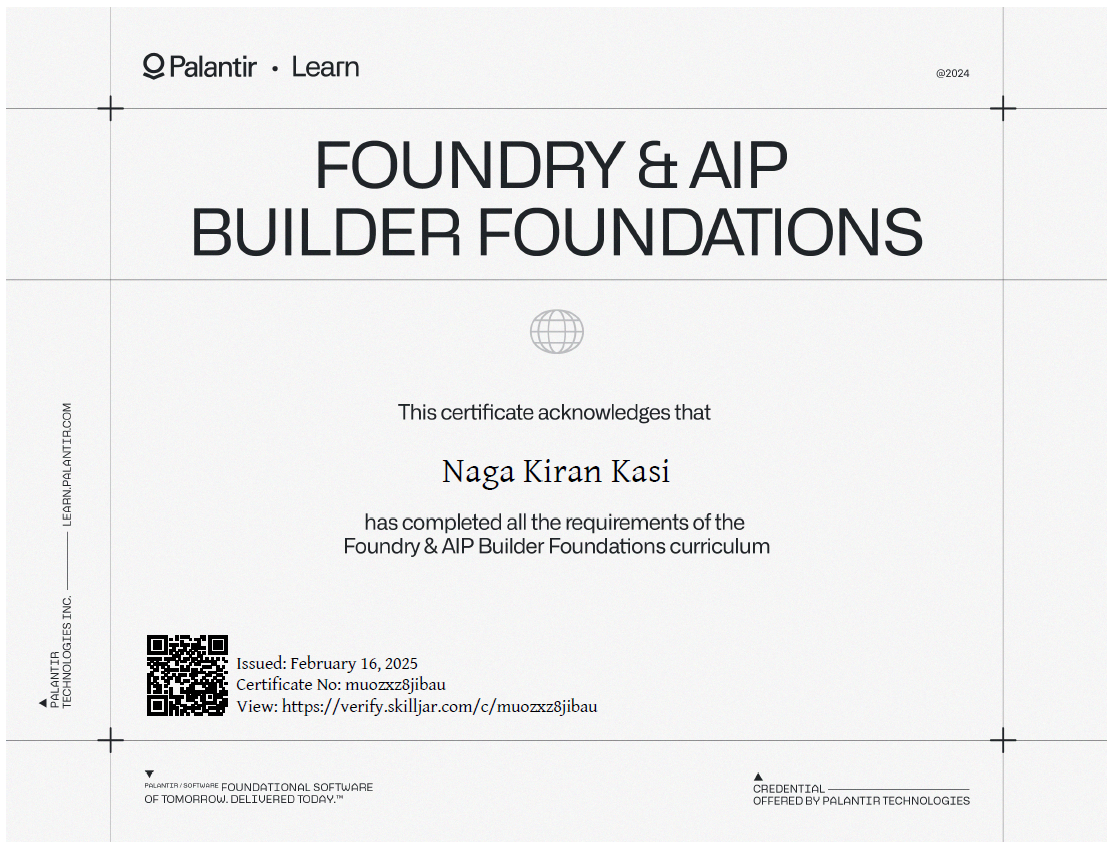 Palantir • Learn
@2024
FOUNDRY & AIP
BUILDER FOUNDATIONS
This certificate acknowledges that
Naga Kiran Kasi
has completed all the requirements of the
Foundry & AIP Builder Foundations curriculum
LEARN.PALANTIR.COM
PALANTIR
TECHNOLOGIES INC.
Issued: February 16, 2025
Certificate No: muozxz8jibau
View: https://verify.skilljar.com/c/muozxz8jibau
PALANTIR / SOFTWARE FOUNDATIONAL SOFTWARE
OF TOMORROW. DELIVERED TODAY.™
CREDENTIAL
OFFERED BY PALANTIR TECHNOLOGIES